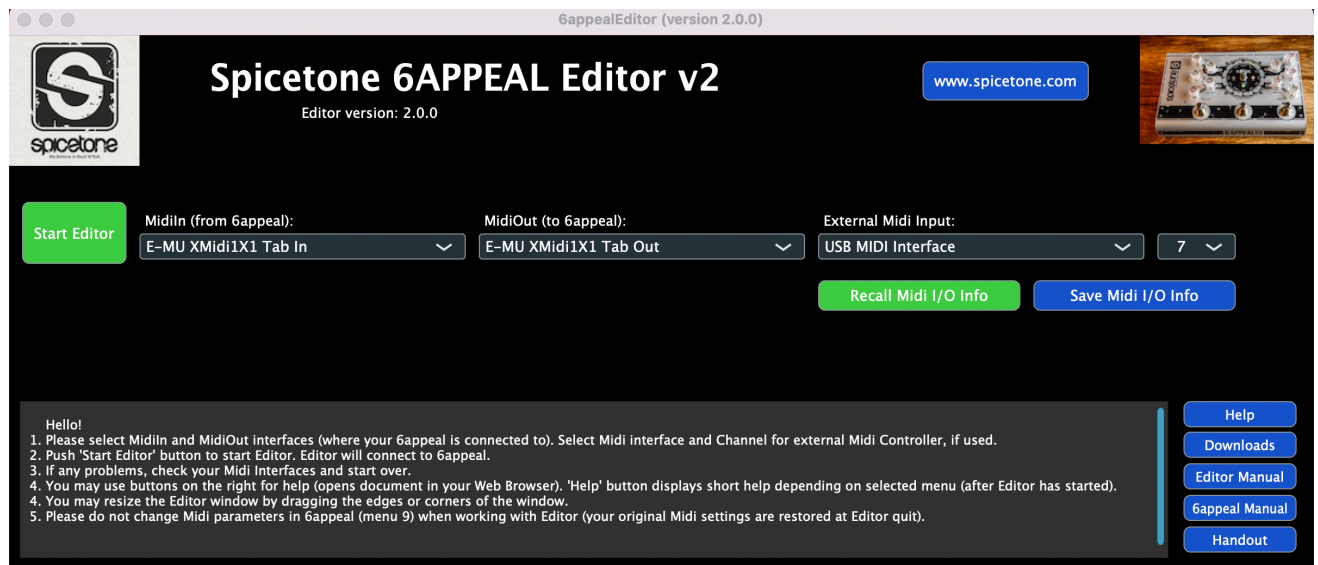 6appealEditor (version 2.0.0)
spicetone
We Believe in Rock'N'Roll
Spicetone 6APPEAL Editor v2
Editor version: 2.0.0
www.spicetone.com
Start Editor
MidiIn (from 6appeal):
E-MU XMidi1X1 Tab In
MidiOut (to 6appeal):
E-MU XMidi1X1 Tab Out
External Midi Input:
USB MIDI Interface
7
Recall Midi I/O Info
Save Midi I/O Info
Hello!
1. Please select MidiIn and MidiOut interfaces (where your 6appeal is connected to). Select Midi interface and Channel for external Midi Controller, if used.
2. Push 'Start Editor' button to start Editor. Editor will connect to 6appeal.
3. If any problems, check your Midi Interfaces and start over.
4. You may use buttons on the right for help (opens document in your Web Browser). 'Help' button displays short help depending on selected menu (after Editor has started).
4. You may resize the Editor window by dragging the edges or corners of the window.
5. Please do not change Midi parameters in 6appeal (menu 9) when working with Editor (your original Midi settings are restored at Editor quit).
Help
Downloads
Editor Manual
6appeal Manual
Handout